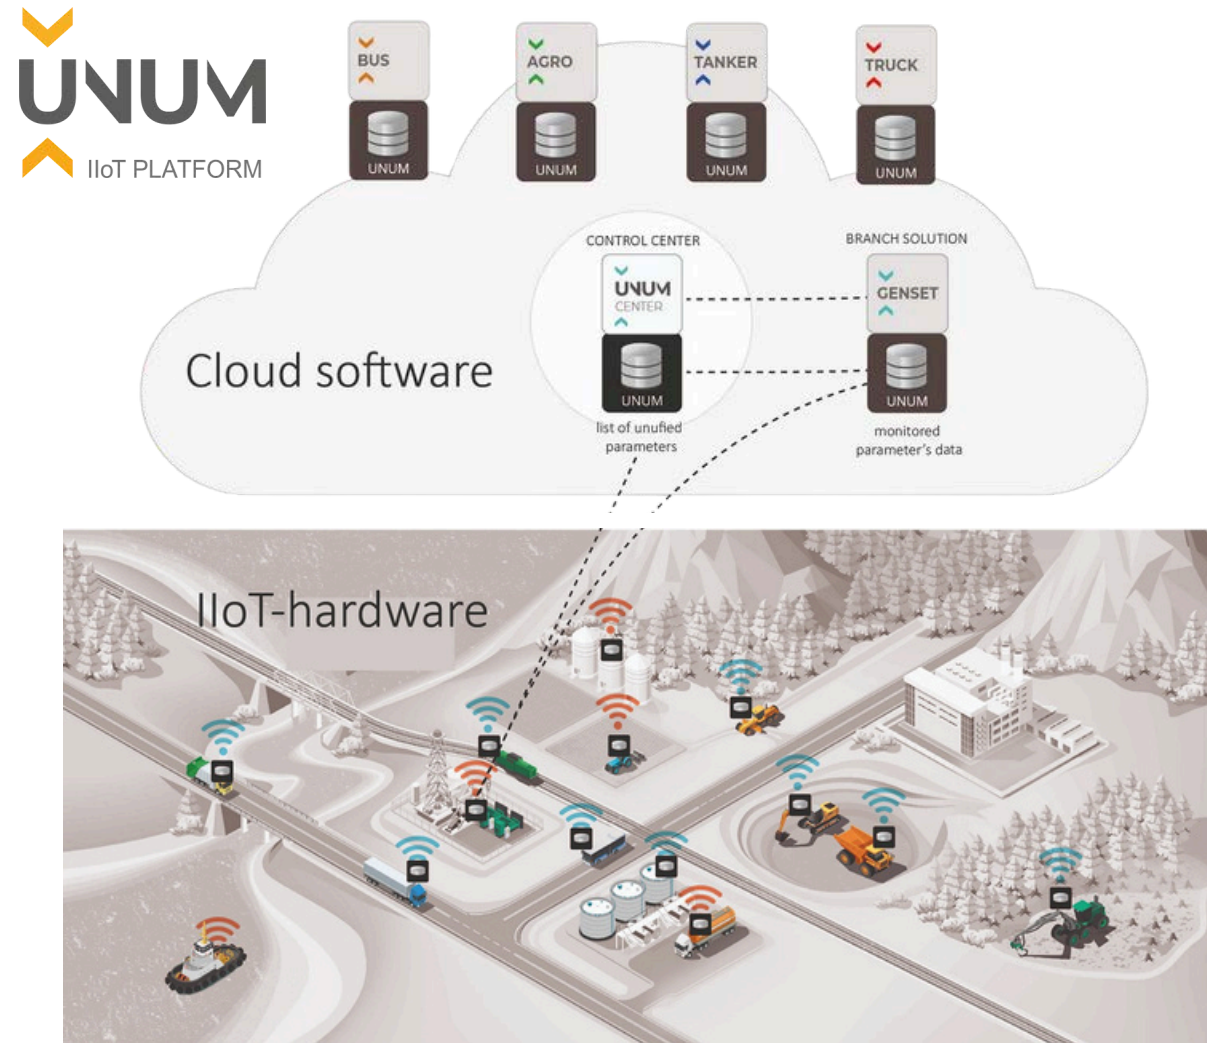 UNUM
IIoT PLATFORM
BUS
UNUM
AGRO
UNUM
TANKER
UNUM
TRUCK
UNUM
CONTROL CENTER
UNUM
CENTER
UNUM
list of unufied
parameters
BRANCH SOLUTION
GENSET
UNUM
monitored
parameter's data
Cloud software
IIoT-hardware